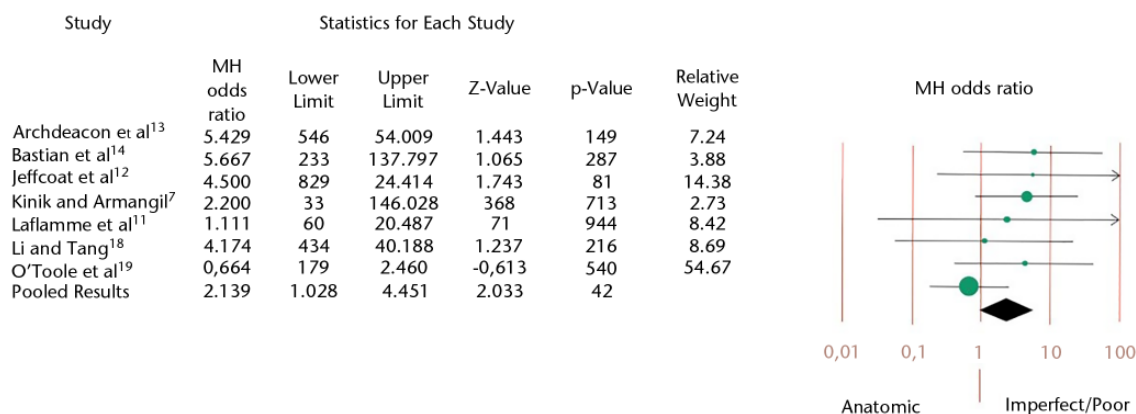 Study Statistics for Each Study
MH odds ratio Lower Limit Upper Limit Z-Value p-Value Relative Weight MH odds ratio
Archdeacon et al13 5.429 546 54.009 1.443 149 7.24
Bastian et al14 5.667 233 137.797 1.065 287 3.88
Jeffcoat et al12 4.500 829 24.414 1.743 81 14.38
Kinik and Armangil7 2.200 33 146.028 368 713 2.73
Laflamme et al11 1.111 60 20.487 71 944 8.42
Li and Tang18 4.174 434 40.188 1.237 216 8.69
O'Toole et al19 0,664 179 2.460 -0,613 540 54.67
Pooled Results 2.139 1.028 4.451 2.033 42
0,01 0,1 1 10 100
Anatomic Imperfect/Poor